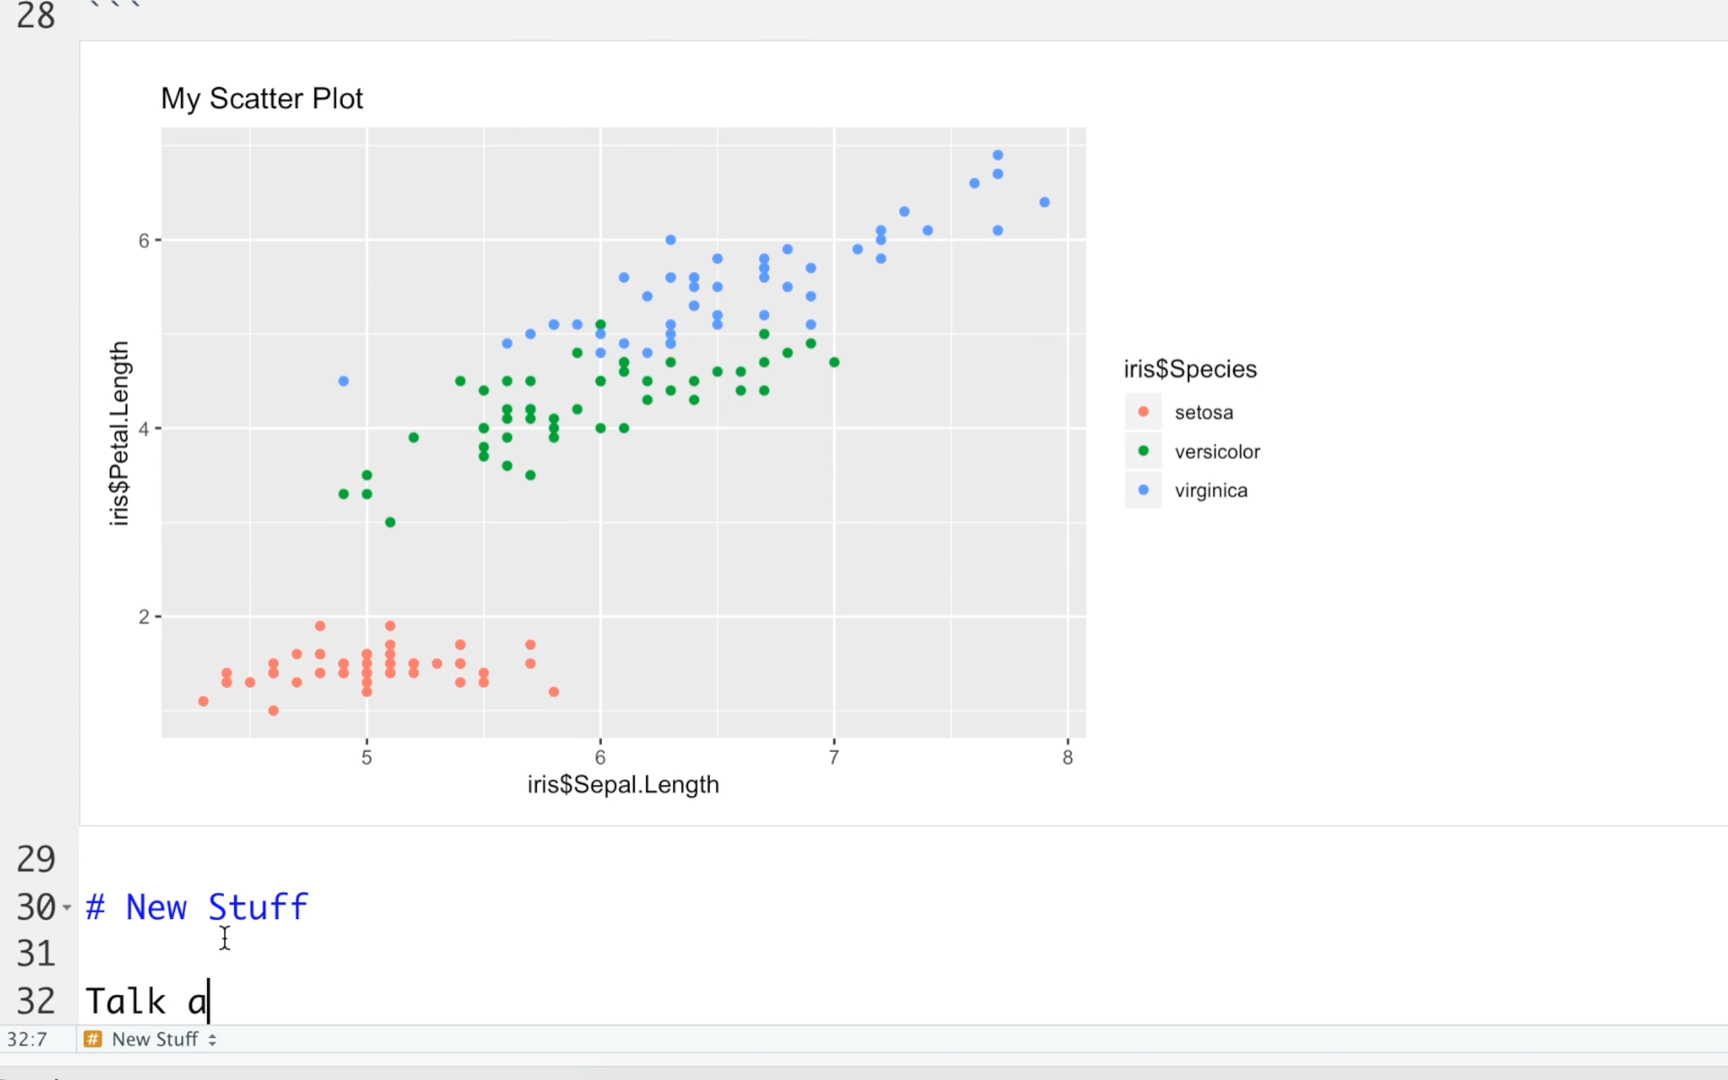 28 ```
My Scatter Plot
6
4
2
iris$Petal.Length
5 6 7 8
iris$Sepal.Length
iris$Species
setosa
versicolor
virginica
29
30 # New Stuff
31
32 Talk a
32:7 # New Stuff